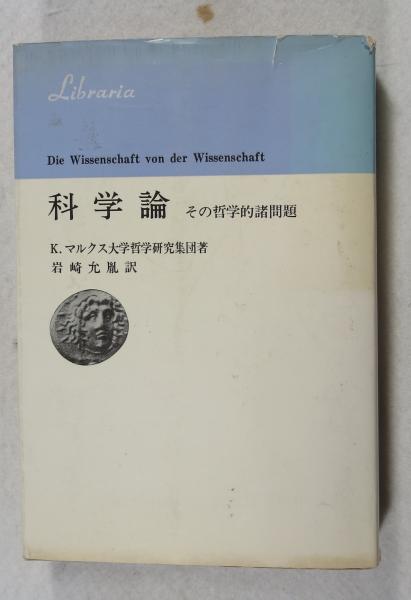 Libraria
Die Wissenschaft von der Wissenschaft
科学論 その哲学的諸問題
K.マルクス大学哲学研究集団著
岩崎允胤訳